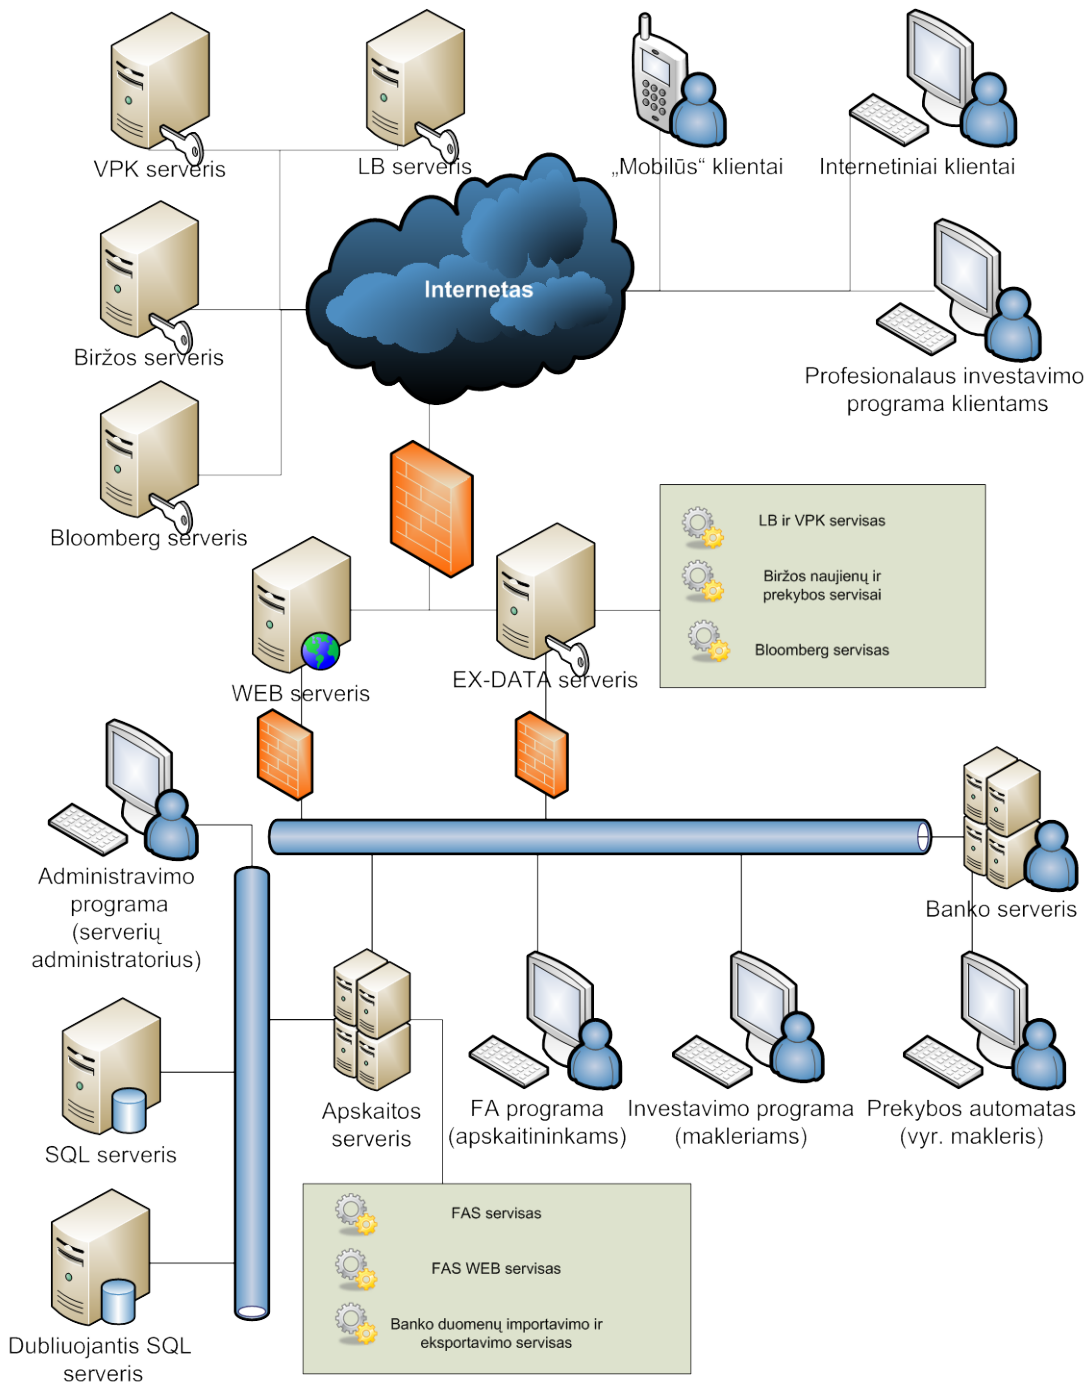 VPK serveris
LB serveris
„Mobilūs“ klientai
Internetiniai klientai
Internetas
Biržos serveris
Profesionalaus investavimo
programa klientams
Bloomberg serveris
LB ir VPK servisas
Biržos naujienų ir
prekybos servisai
Bloomberg servisas
WEB serveris
EX-DATA serveris
Administravimo
programa
(serverių
administratorius)
Banko serveris
Apskaitos
serveris
FA programa
(apskaitininkams)
Investavimo programa
(makleriams)
Prekybos automatas
(vyr. makleris)
SQL serveris
FAS servisas
FAS WEB servisas
Banko duomenų importavimo ir
eksportavimo servisas
Dubliuojantis SQL
serveris